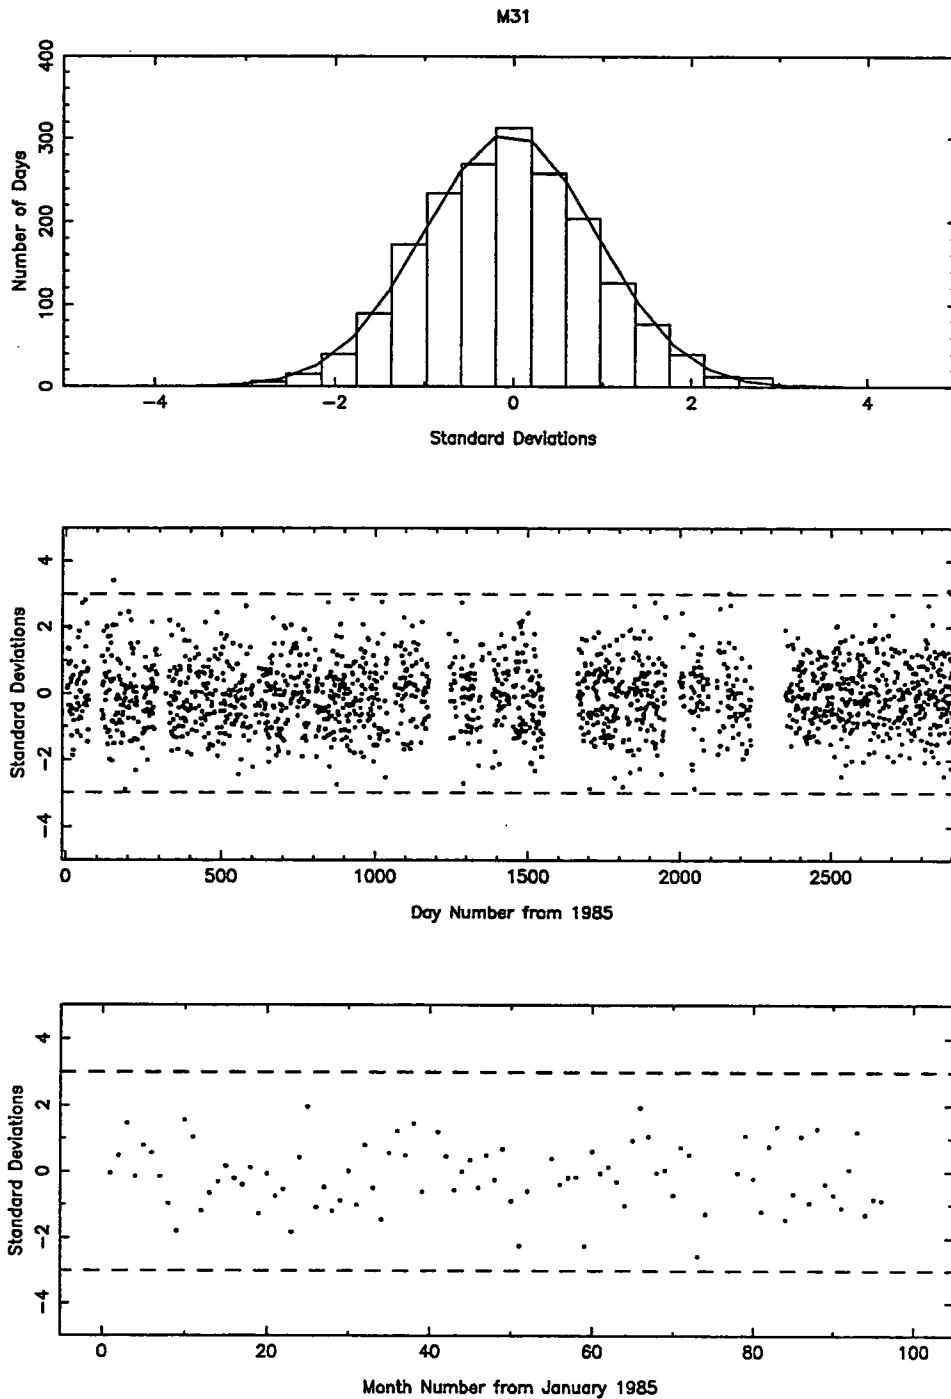 M31
400
300
200
100
0
Number of Days
-4 -2 0 2 4
Standard Deviations
4
2
0
-2
-4
Standard Deviations
0 500 1000 1500 2000 2500
Day Number from 1985
4
2
0
-2
-4
Standard Deviations
0 20 40 60 80 100
Month Number from January 1985